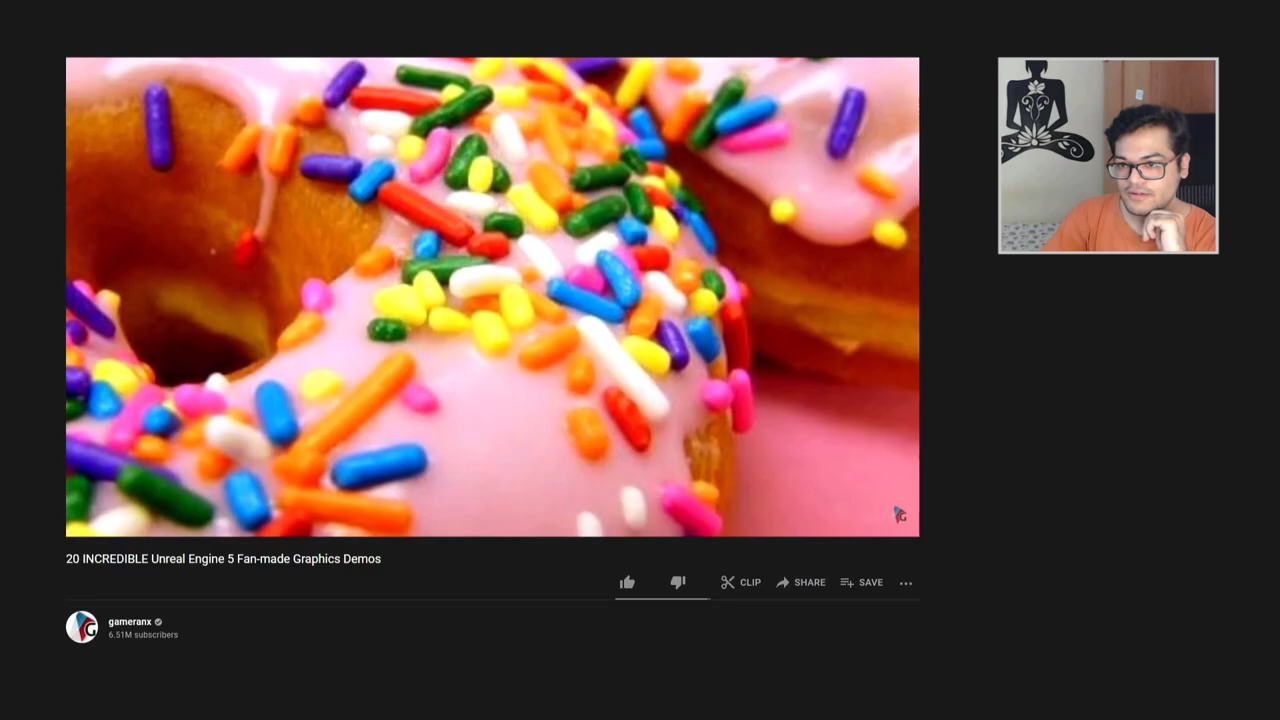 20 INCREDIBLE Unreal Engine 5 Fan-made Graphics Demos
CLIP
SHARE
SAVE
gameranx
6.51M subscribers